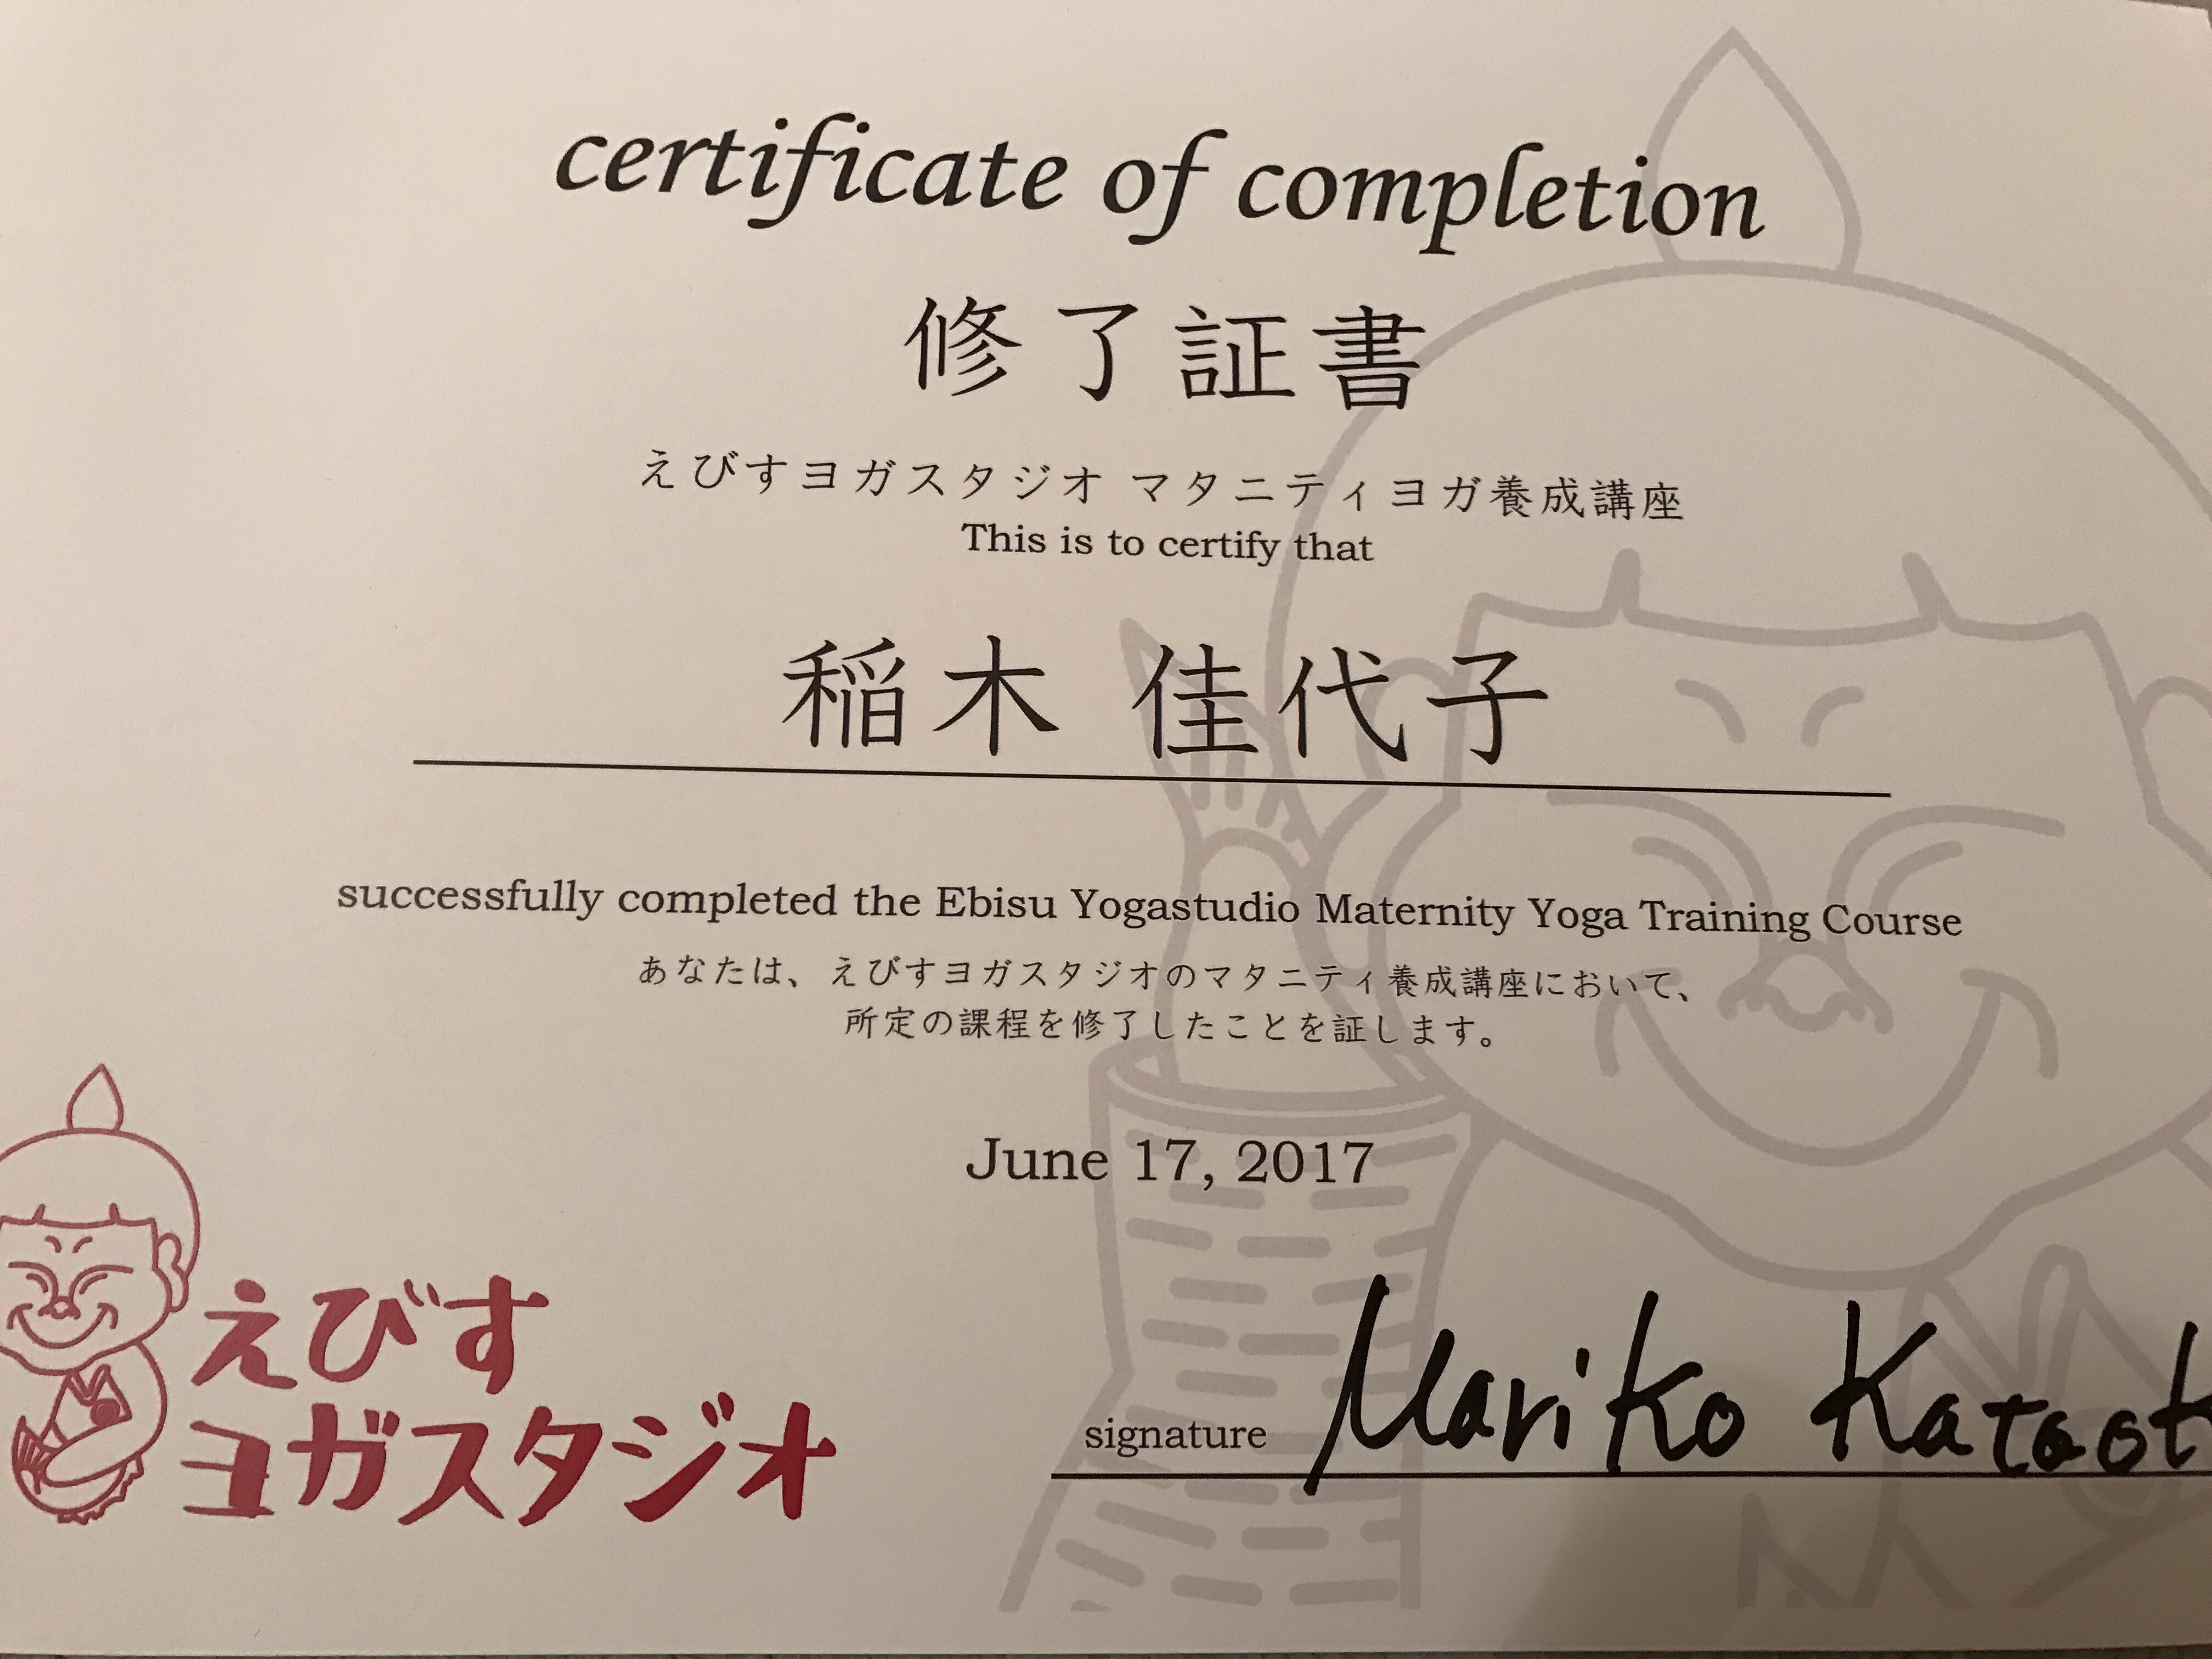 certificate of completion
修了証書
えびすヨガスタジオ マタニティヨガ養成講座
This is to certify that
稲木 佳代子
successfully completed the Ebisu Yogastudio Maternity Yoga Training Course
あなたは、えびすヨガスタジオのマタニティ養成講座において、
所定の課程を修了したことを証します。
June 17, 2017
えびす
ヨガスタジオ
signature Mariko